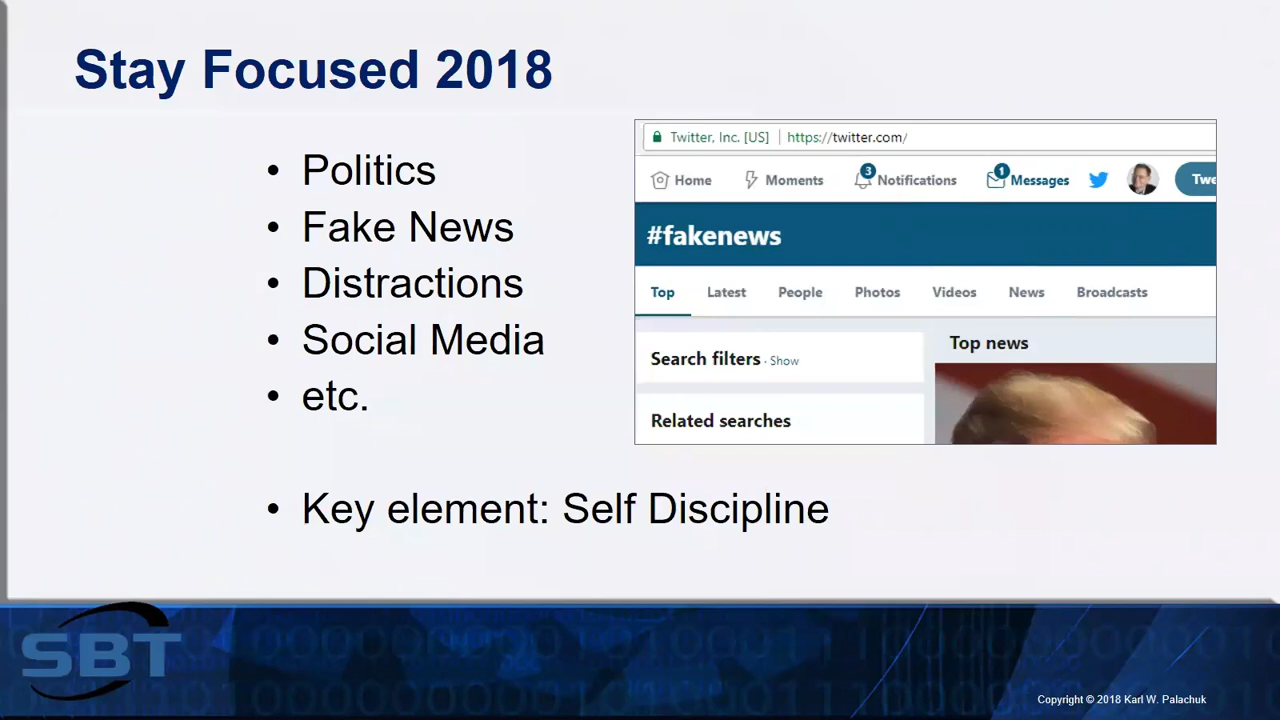 Stay Focused 2018
• Politics
• Fake News
• Distractions
• Social Media
• etc.
• Key element: Self Discipline
Twitter, Inc. [US] | https://twitter.com/
Home Moments 3 Notifications 1 Messages Twe
#fakenews
Top Latest People Photos Videos News Broadcasts
Search filters · Show
Top news
Related searches
SBT
Copyright © 2018 Karl W. Palachuk